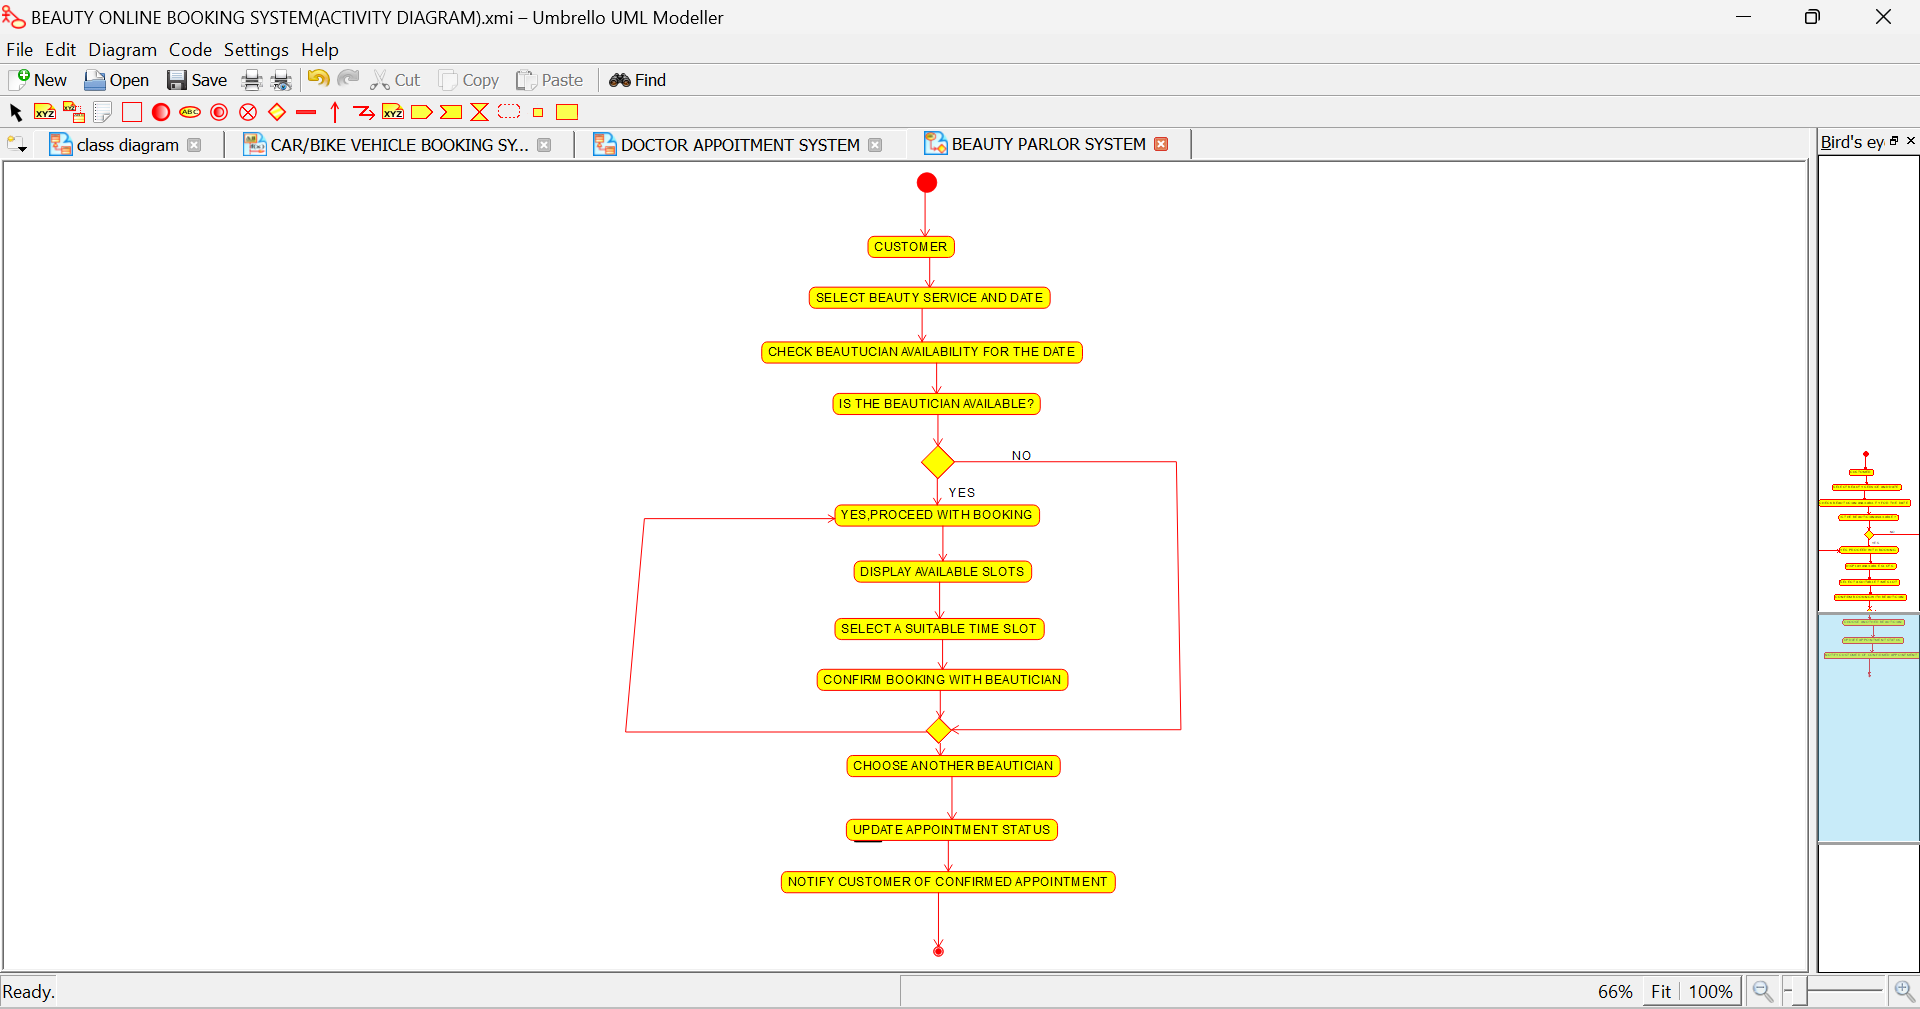 BEAUTY ONLINE BOOKING SYSTEM(ACTIVITY DIAGRAM).xmi – Umbrello UML Modeller
File Edit Diagram Code Settings Help
New Open Save Cut Copy Paste Find
XYZ XYZ ABC XYZ
class diagram CAR/BIKE VEHICLE BOOKING SY... DOCTOR APPOITMENT SYSTEM BEAUTY PARLOR SYSTEM
Bird's ey
CUSTOMER
SELECT BEAUTY SERVICE AND DATE
CHECK BEAUTUCIAN AVAILABILITY FOR THE DATE
IS THE BEAUTICIAN AVAILABLE?
NO
YES
YES,PROCEED WITH BOOKING
DISPLAY AVAILABLE SLOTS
SELECT A SUITABLE TIME SLOT
CONFIRM BOOKING WITH BEAUTICIAN
CHOOSE ANOTHER BEAUTICIAN
UPDATE APPOINTMENT STATUS
NOTIFY CUSTOMER OF CONFIRMED APPOINTMENT
Ready.
66% Fit 100%